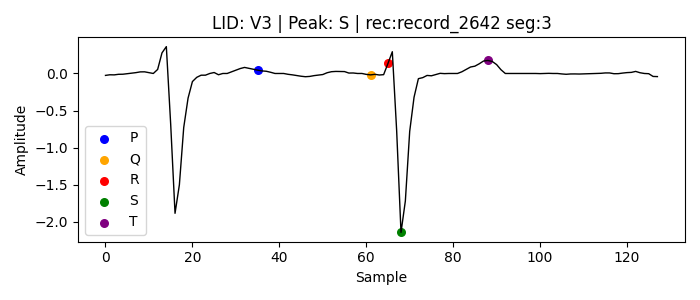 LID: V3 | Peak: S | rec:record_2642 seg:3
Amplitude
0.0
−0.5
−1.0
−1.5
−2.0
P
Q
R
S
T
0 20 40 60 80 100 120
Sample